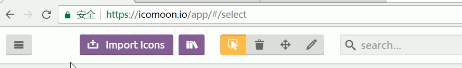 安全 https://icomoon.io/app/#/select
Import Icons
search...